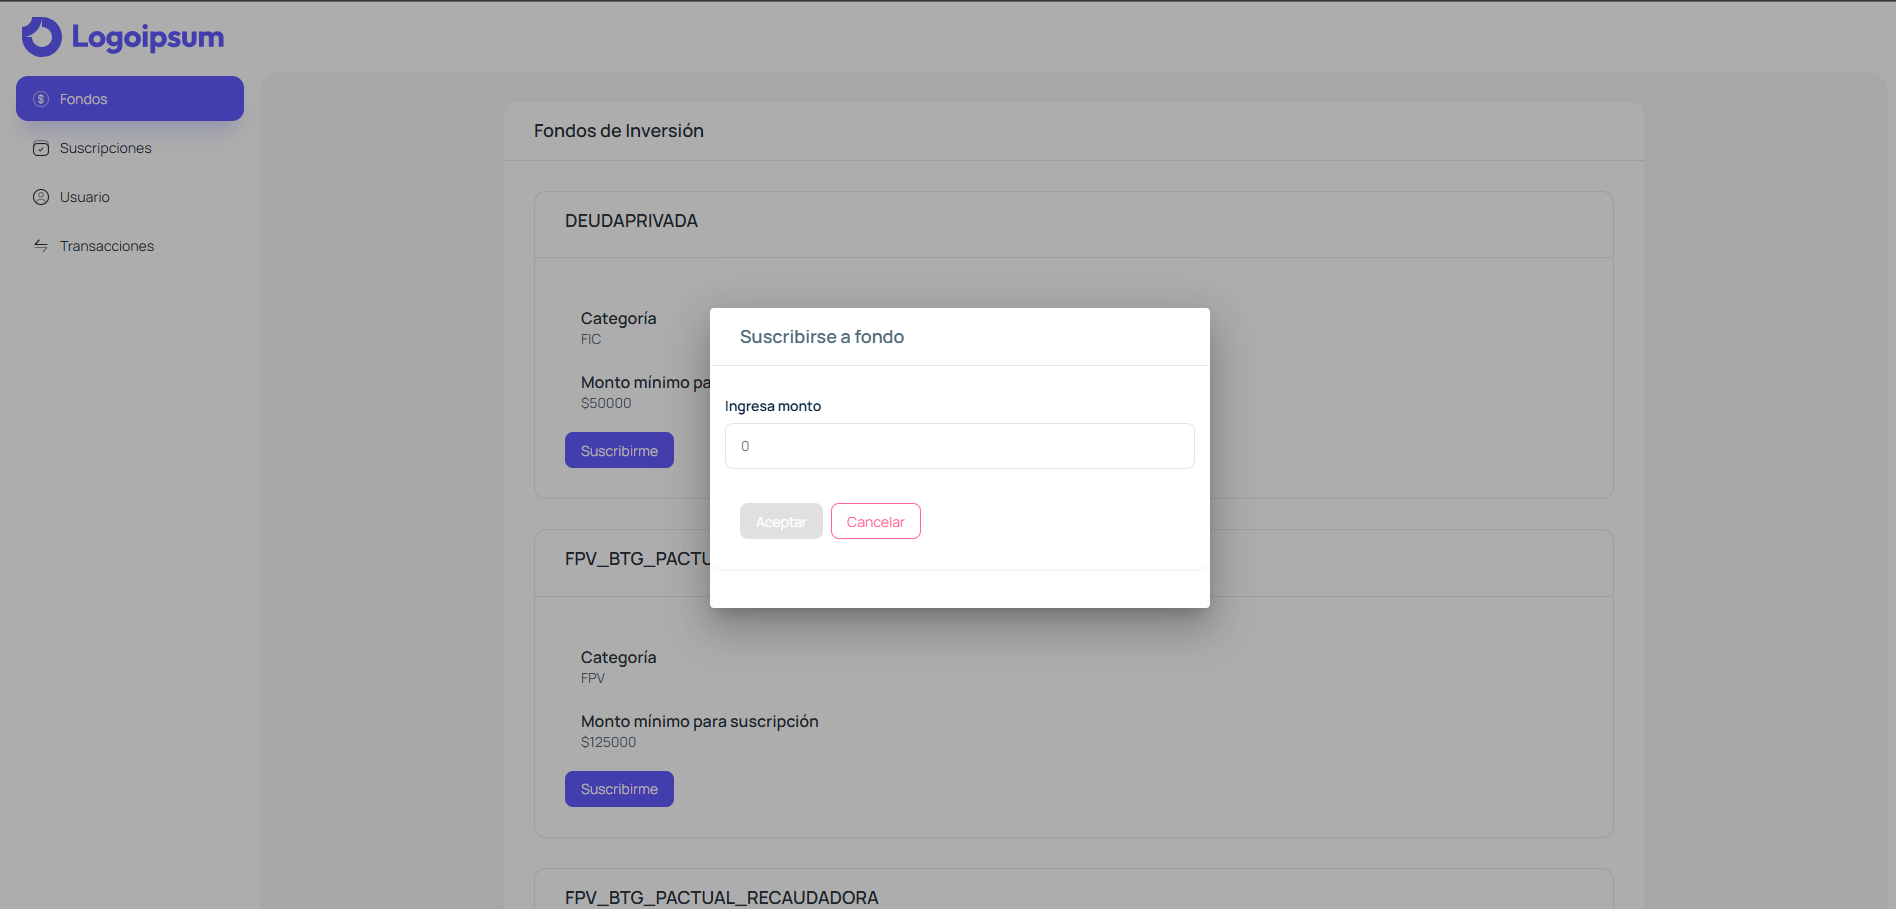 Logoipsum
Fondos
Suscripciones
Usuario
Transacciones
Fondos de Inversión
DEUDAPRIVADA
Categoría
FIC
Monto mínimo pa
$50000
Suscribirme
Suscribirse a fondo
Ingresa monto
0
Aceptar
Cancelar
FPV_BTG_PACTU
Categoría
FPV
Monto mínimo para suscripción
$125000
Suscribirme
FPV_BTG_PACTUAL_RECAUDADORA